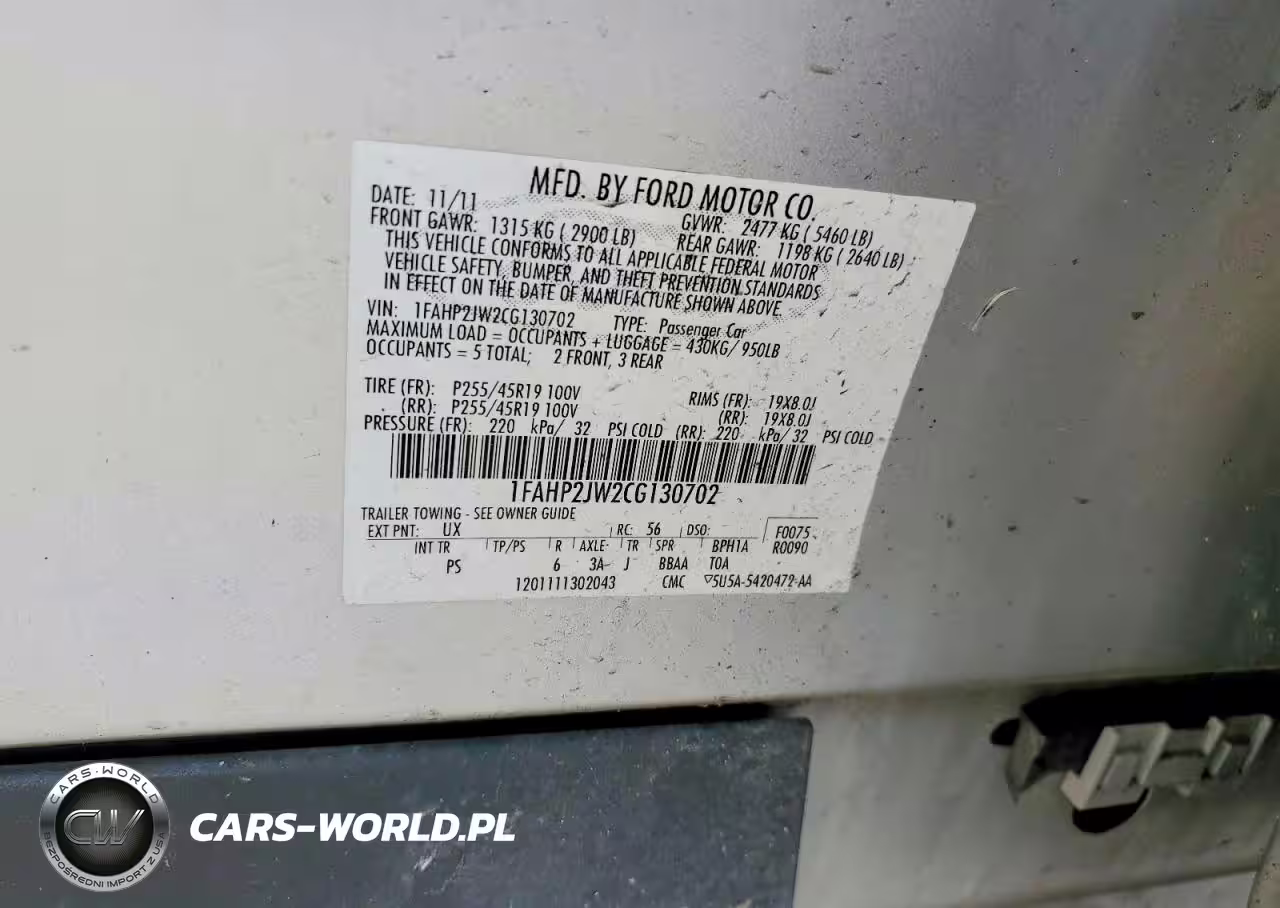 MFD. BY FORD MOTOR CO.
DATE: 11/11 GVWR: 2477 KG ( 5460 LB)
FRONT GAWR: 1315 KG ( 2900 LB) REAR GAWR: 1198 KG ( 2640 LB)
THIS VEHICLE CONFORMS TO ALL APPLICABLE FEDERAL MOTOR
VEHICLE SAFETY, BUMPER, AND THEFT PREVENTION STANDARDS
IN EFFECT ON THE DATE OF MANUFACTURE SHOWN ABOVE.
VIN: 1FAHP2JW2CG130702 TYPE: Passenger Car
MAXIMUM LOAD = OCCUPANTS + LUGGAGE = 430KG/ 950LB
OCCUPANTS = 5 TOTAL; 2 FRONT, 3 REAR
TIRE (FR): P255/45R19 100V RIMS (FR): 19X8.0J
(RR): P255/45R19 100V (RR): 19X8.0J
PRESSURE (FR): 220 kPa/ 32 PSI COLD (RR): 220 kPa/ 32 PSI COLD
1FAHP2JW2CG130702
TRAILER TOWING - SEE OWNER GUIDE
EXT PNT: UX RC: 56 DSO: F0075
INT TR TP/PS R AXLE TR SPR BPH1A R0090
PS 6 3A J BBAA T0A
1201111302043 CMC 5U5A-5420472-AA
CARS-WORLD
CW
BEZPOŚREDNI IMPORT Z USA
CARS-WORLD.PL